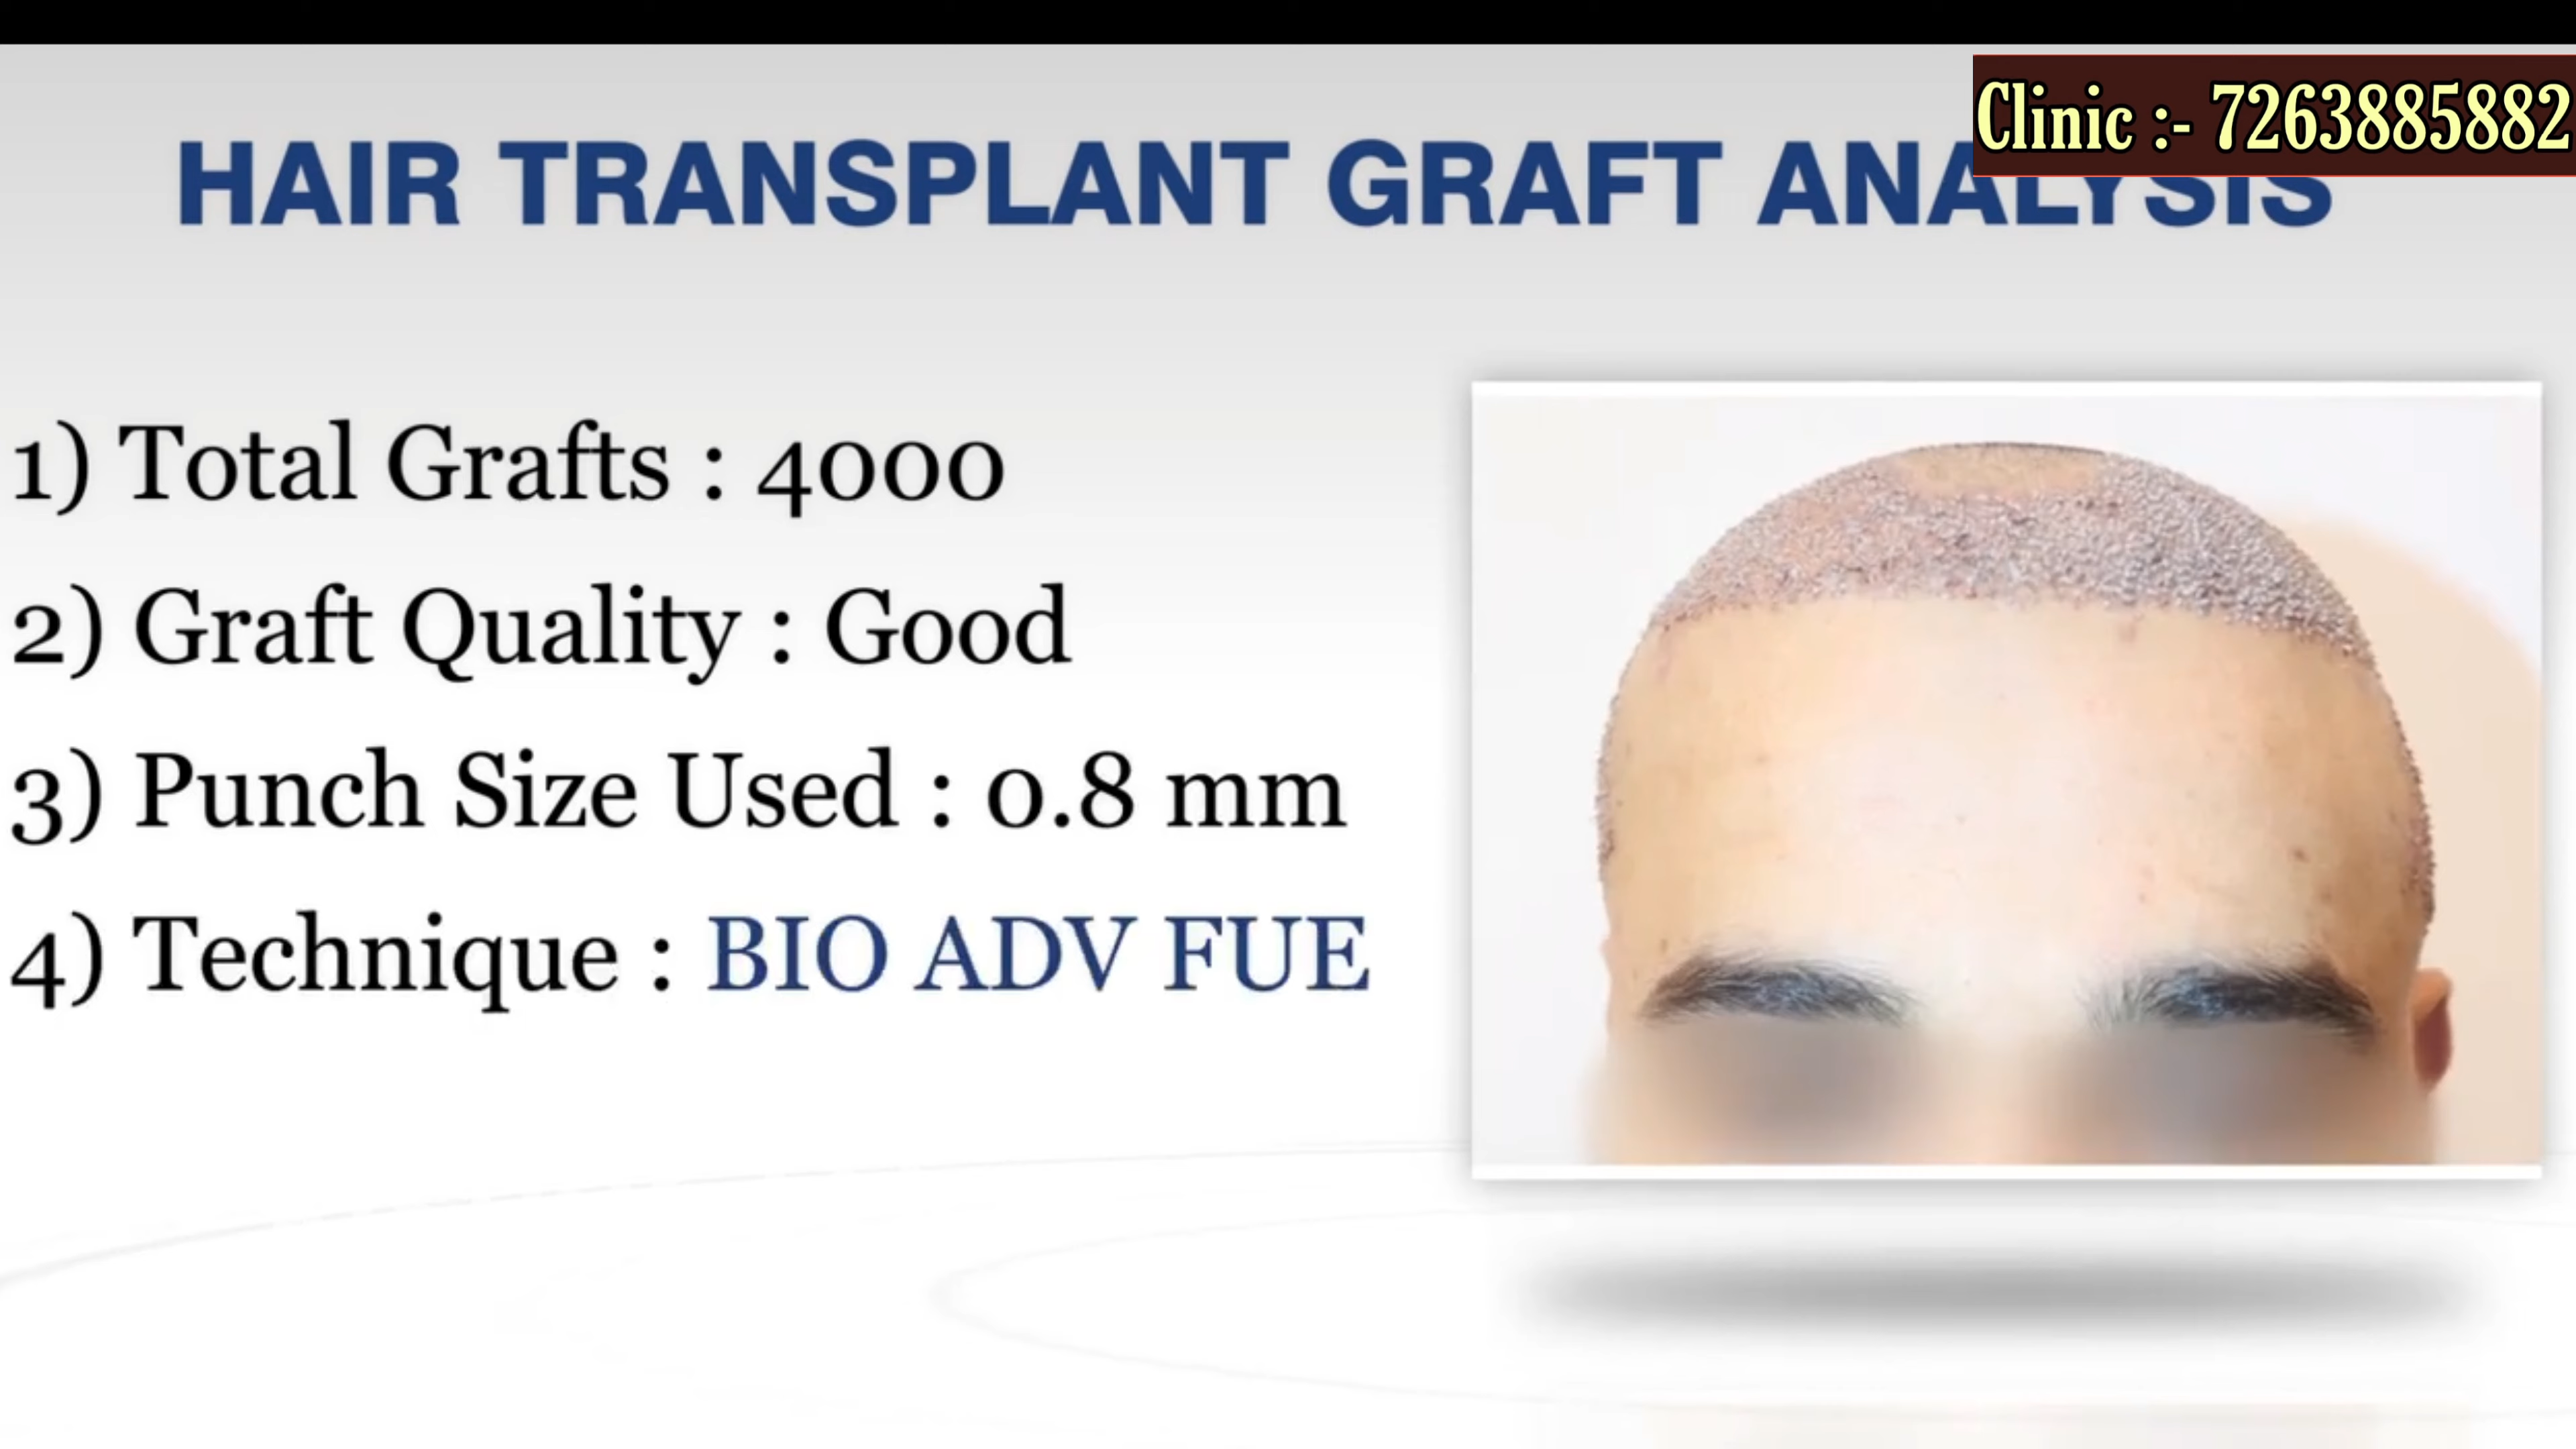 Clinic :- 7263885882
HAIR TRANSPLANT GRAFT ANALYSIS
1) Total Grafts : 4000
2) Graft Quality : Good
3) Punch Size Used : 0.8 mm
4) Technique : BIO ADV FUE